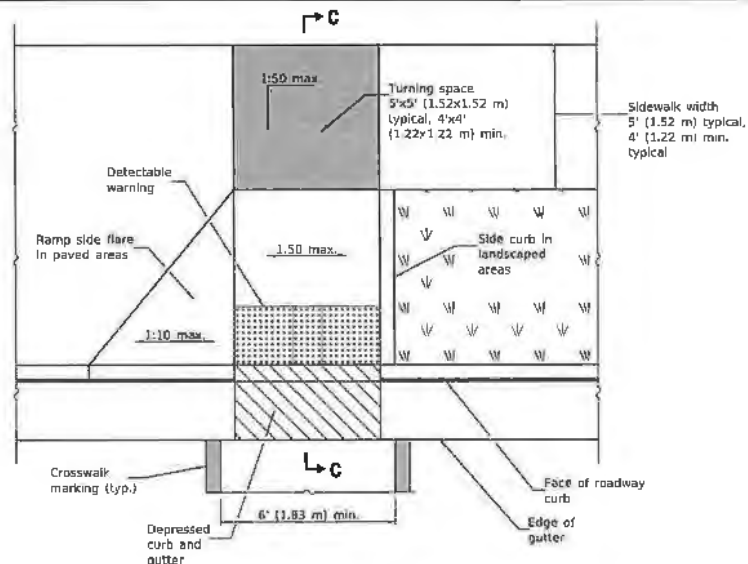 C
1:50 max.
Turning space
5'x5' (1.52x1.52 m)
typical, 4'x4'
(1.22x1.22 m) min.
Sidewalk width
5' (1.52 m) typical,
4' (1.22 m) min.
typical
Detectable
warning
Ramp side flare
in paved areas
1.50 max.
Side curb in
landscaped
areas
1:10 max.
Crosswalk
marking (typ.)
C
6' (1.83 m) min.
Depressed
curb and
gutter
Face of roadway
curb
Edge of
gutter